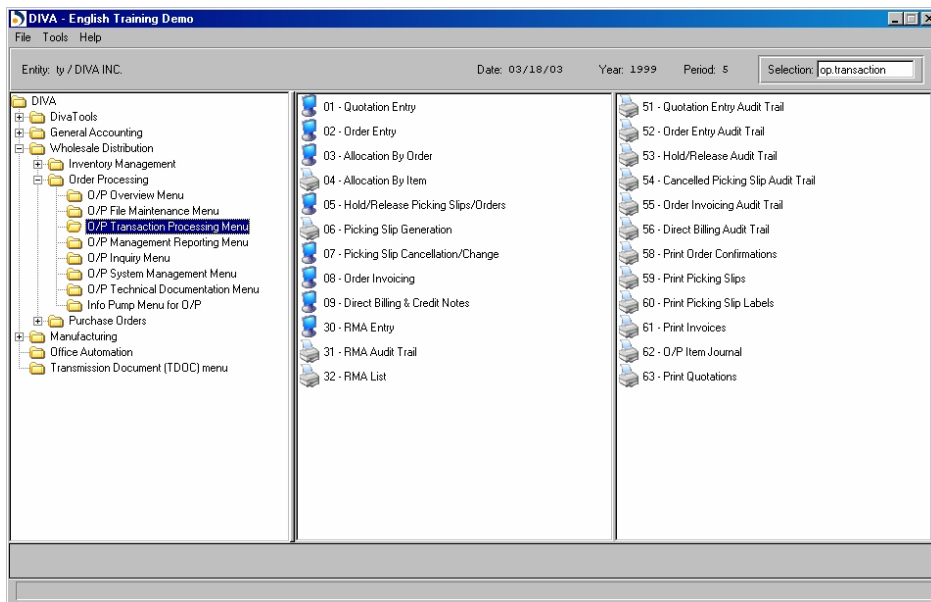 DIVA - English Training Demo
File Tools Help
Entity: ty / DIVA INC.
Date: 03/18/03
Year: 1999
Period: 5
Selection: op.transaction
DIVA
DivaTools
General Accounting
Wholesale Distribution
Inventory Management
Order Processing
O/P Overview Menu
O/P File Maintenance Menu
O/P Transaction Processing Menu
O/P Management Reporting Menu
O/P Inquiry Menu
O/P System Management Menu
O/P Technical Documentation Menu
Info Pump Menu for O/P
Purchase Orders
Manufacturing
Office Automation
Transmission Document (TDOC) menu
01 - Quotation Entry
02 - Order Entry
03 - Allocation By Order
04 - Allocation By Item
05 - Hold/Release Picking Slips/Orders
06 - Picking Slip Generation
07 - Picking Slip Cancellation/Change
08 - Order Invoicing
09 - Direct Billing & Credit Notes
30 - RMA Entry
31 - RMA Audit Trail
32 - RMA List
51 - Quotation Entry Audit Trail
52 - Order Entry Audit Trail
53 - Hold/Release Audit Trail
54 - Cancelled Picking Slip Audit Trail
55 - Order Invoicing Audit Trail
56 - Direct Billing Audit Trail
58 - Print Order Confirmations
59 - Print Picking Slips
60 - Print Picking Slip Labels
61 - Print Invoices
62 - O/P Item Journal
63 - Print Quotations